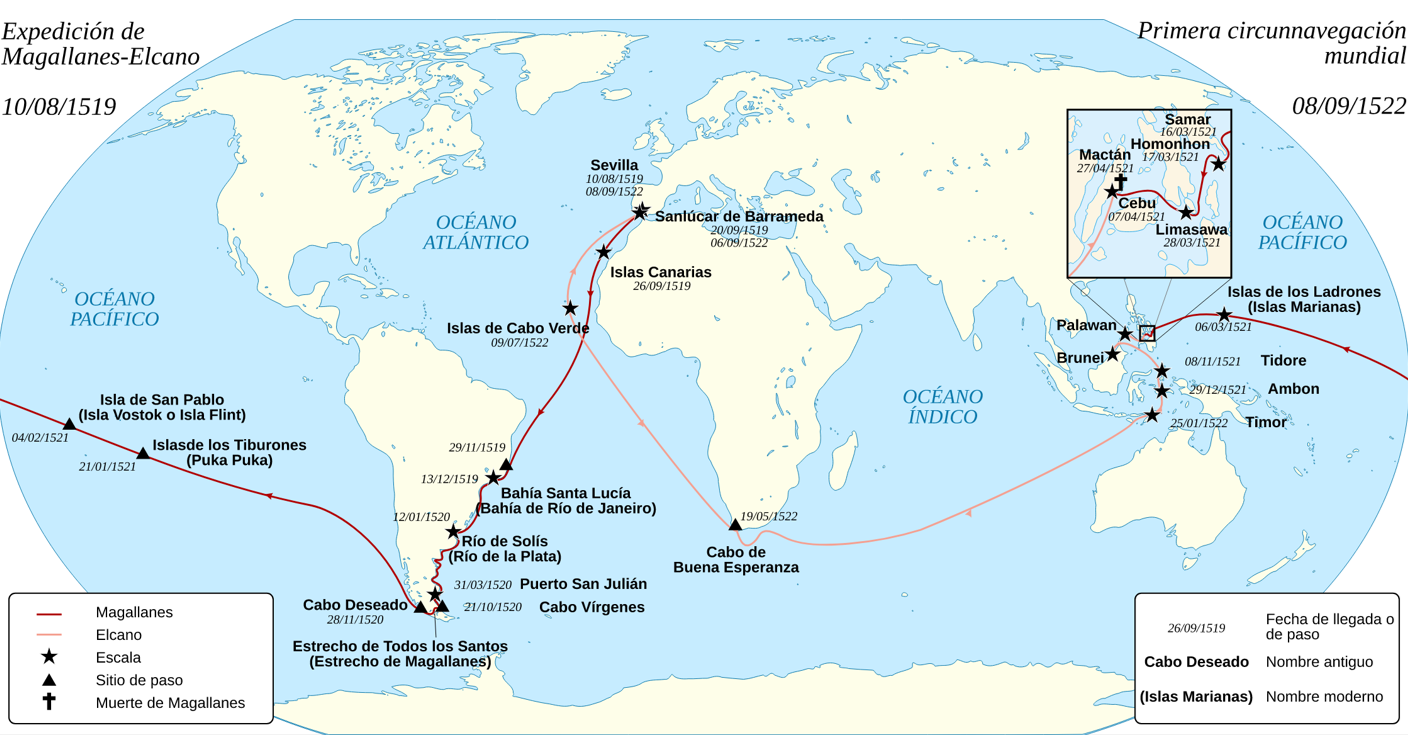 Expedición de
Magallanes-Elcano
10/08/1519
Primera circunnavegación
mundial
08/09/1522
Samar
16/03/1521
Homonhon
17/03/1521
Mactán
27/04/1521
Cebu
07/04/1521
Limasawa
28/03/1521
Sevilla
10/08/1519
08/09/1522
Sanlúcar de Barrameda
20/09/1519
06/09/1522
OCÉANO
ATLÁNTICO
OCÉANO
PACÍFICO
Islas Canarias
26/09/1519
OCÉANO
PACÍFICO
Islas de los Ladrones
(Islas Marianas)
06/03/1521
Islas de Cabo Verde
09/07/1522
Palawan
Brunei
08/11/1521 Tidore
29/12/1521 Ambon
25/01/1522 Timor
OCÉANO
ÍNDICO
Isla de San Pablo
(Isla Vostok o Isla Flint)
04/02/1521
Islasde los Tiburones
(Puka Puka)
21/01/1521
29/11/1519
13/12/1519
Bahía Santa Lucía
(Bahía de Río de Janeiro)
12/01/1520
Río de Solís
(Río de la Plata)
19/05/1522
Cabo de
Buena Esperanza
31/03/1520 Puerto San Julián
21/10/1520 Cabo Vírgenes
Cabo Deseado
28/11/1520
Estrecho de Todos los Santos
(Estrecho de Magallanes)
Magallanes
Elcano
Escala
Sitio de paso
Muerte de Magallanes
26/09/1519 Fecha de llegada o
de paso
Cabo Deseado Nombre antiguo
(Islas Marianas) Nombre moderno